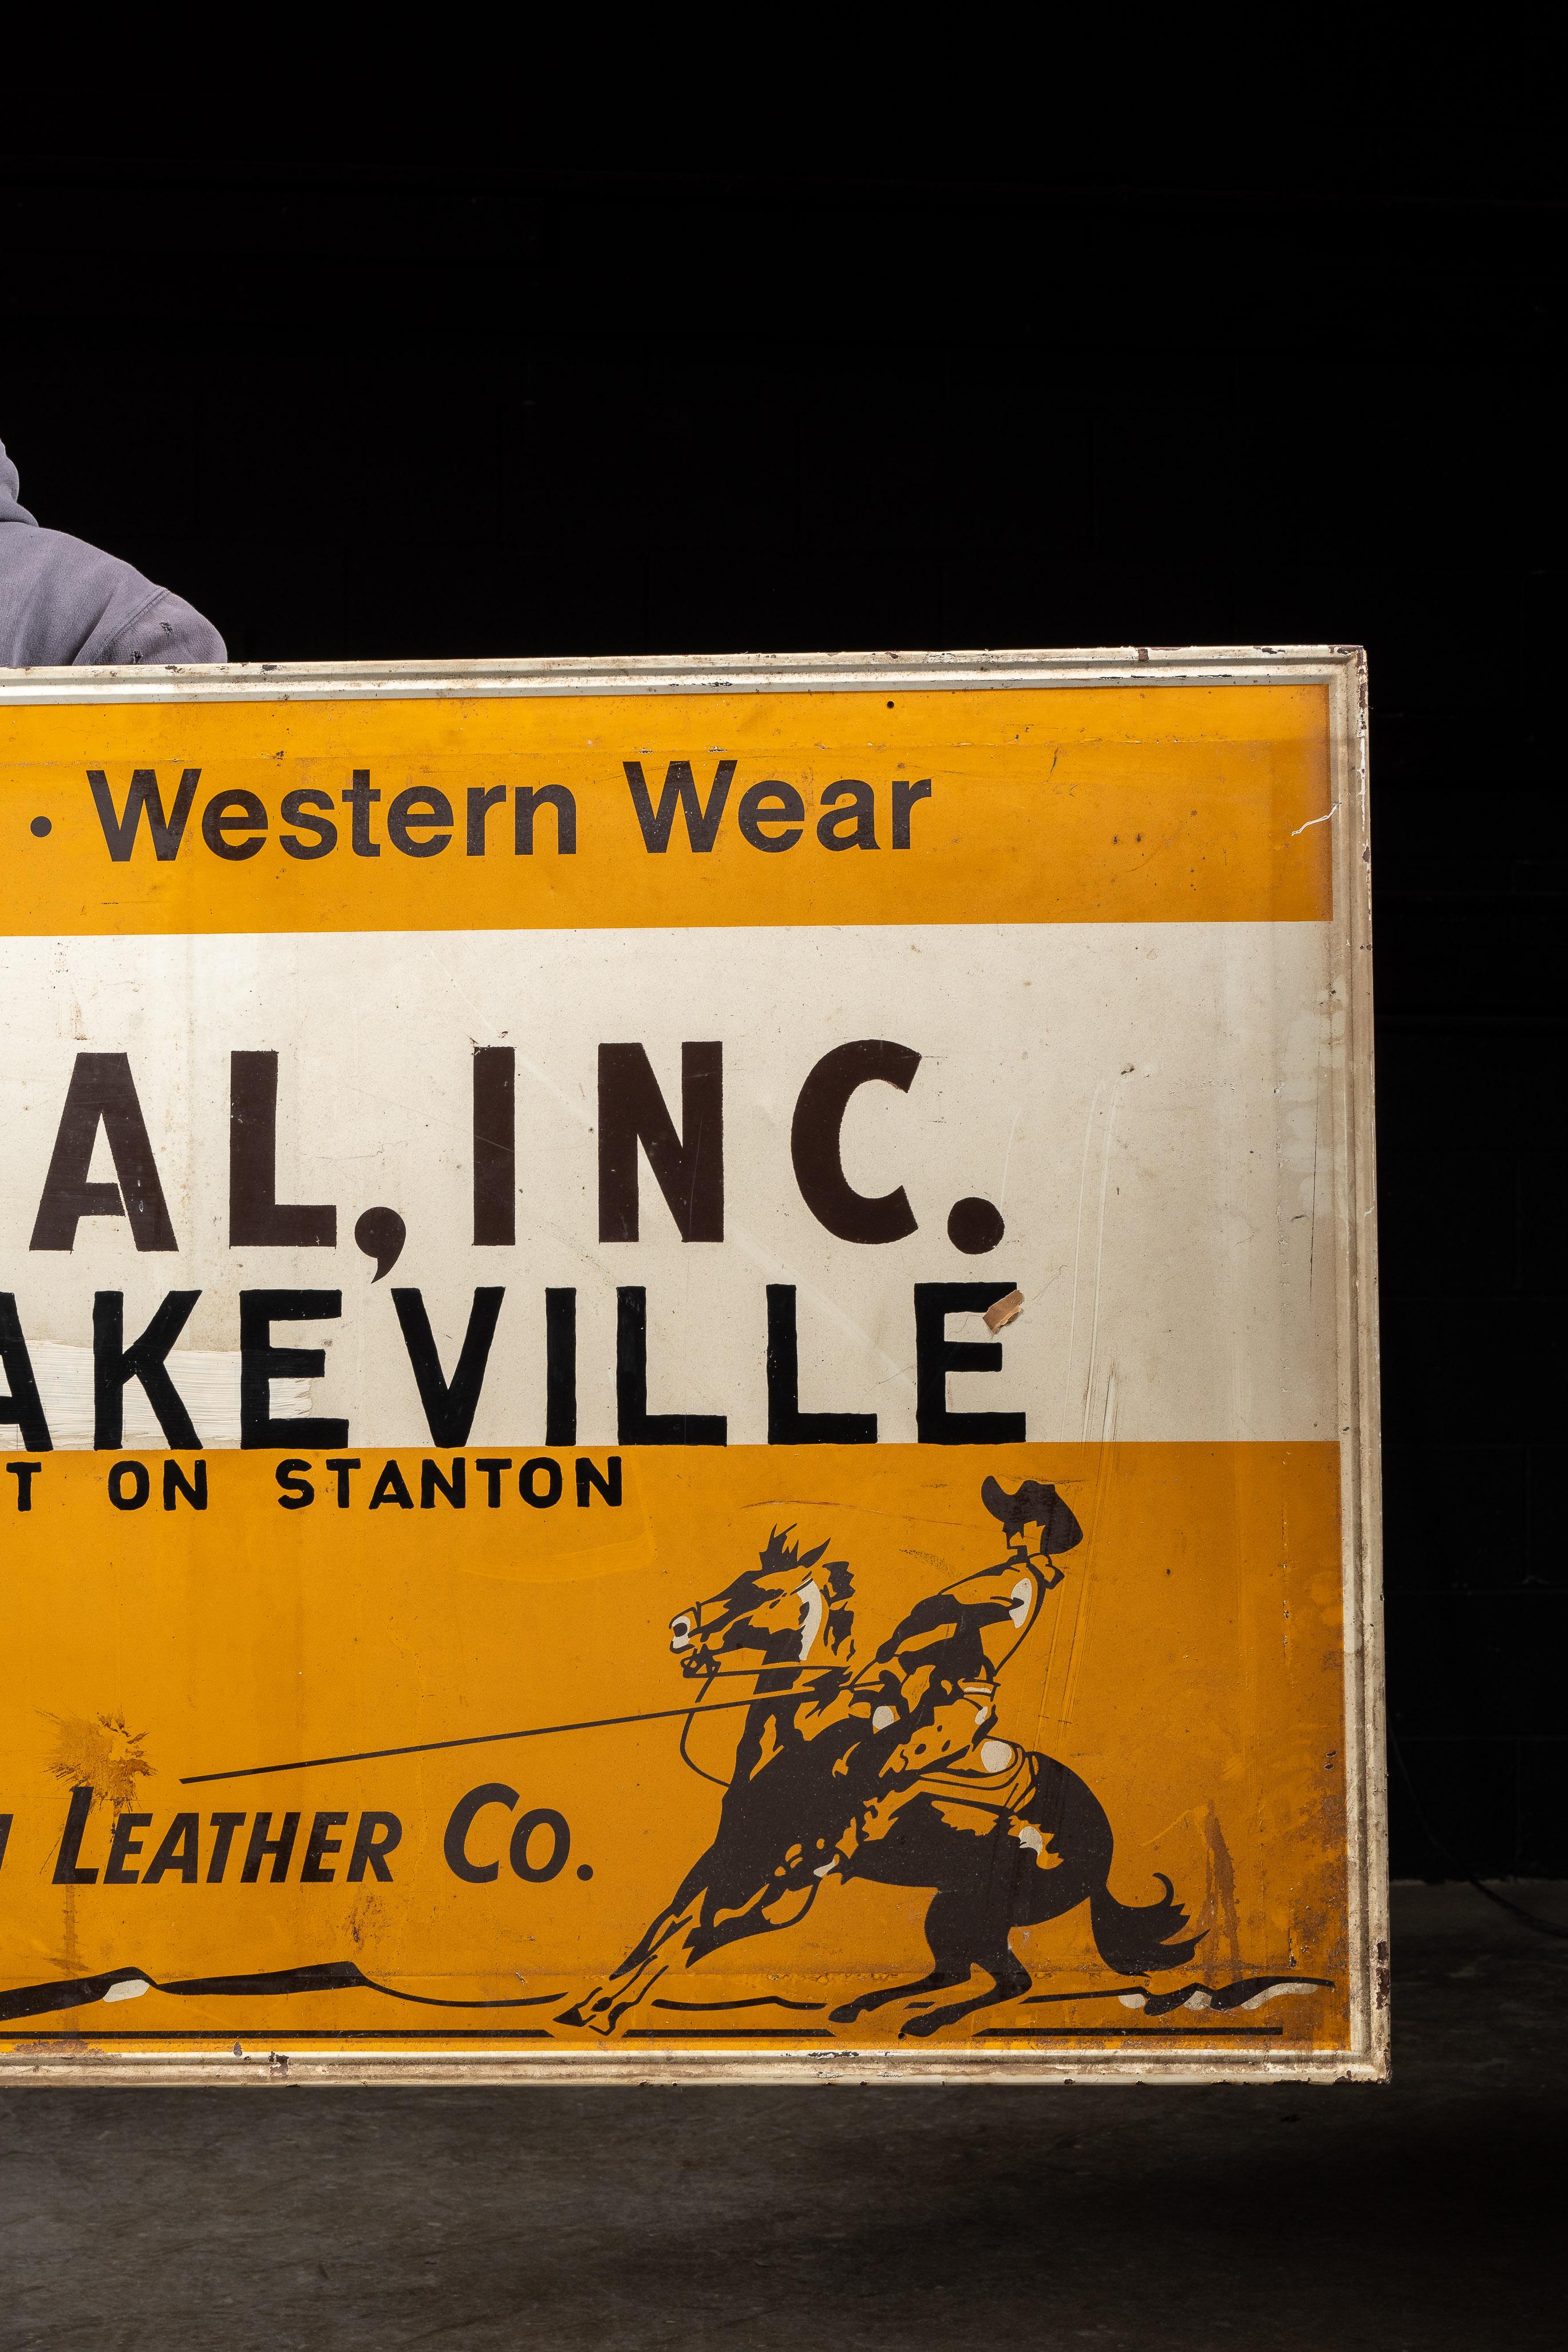 • Western Wear
AL, INC.
AKEVILLE
T ON STANTON
LEATHER CO.